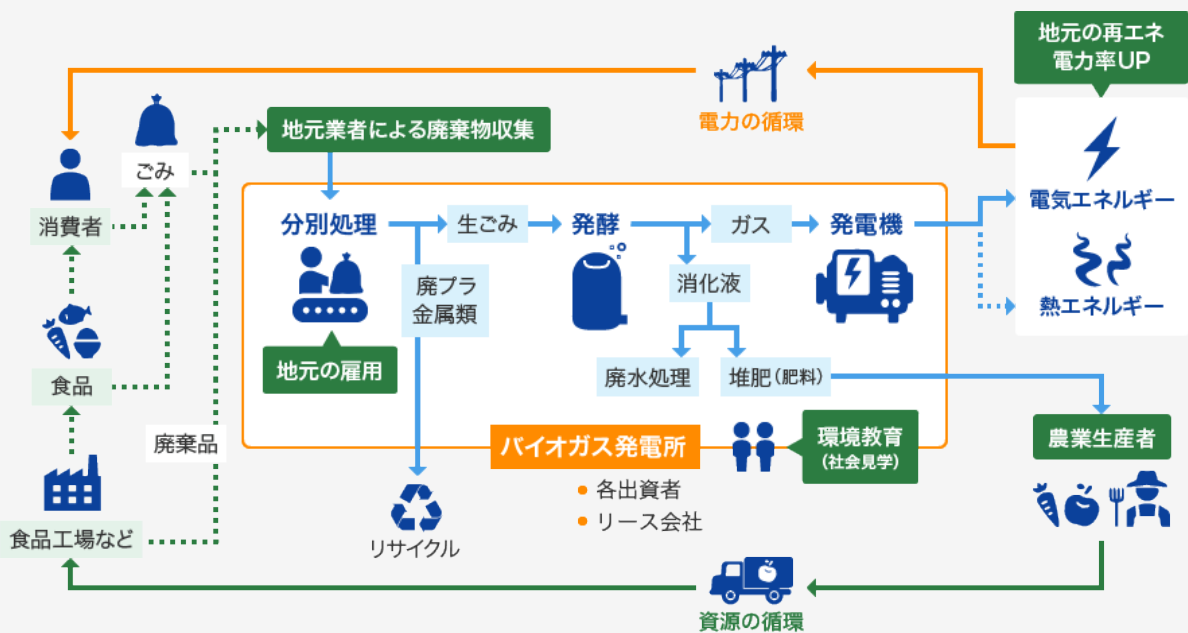 地元の再エネ
電力率UP
電力の循環
地元業者による廃棄物収集
ごみ
消費者
分別処理
生ごみ
発酵
ガス
発電機
電気エネルギー
廃プラ
金属類
消化液
熱エネルギー
地元の雇用
食品
廃水処理
堆肥(肥料)
廃棄品
バイオガス発電所
環境教育
(社会見学)
農業生産者
各出資者
リース会社
食品工場など
リサイクル
資源の循環